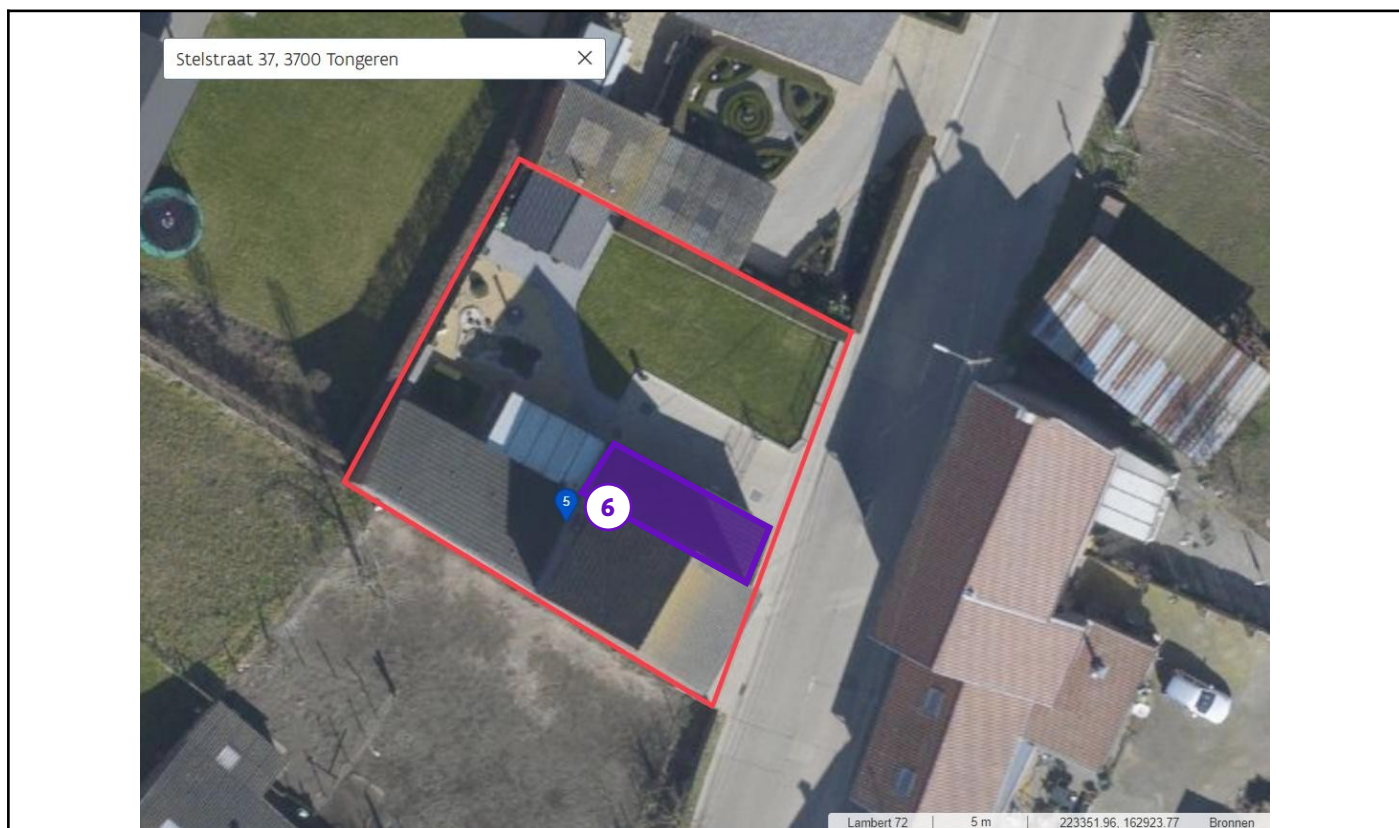 Stelstraat 37, 3700 Tongeren
5
6
Lambert 72 | 5 m | 223351.96, 162923.77 Bronnen